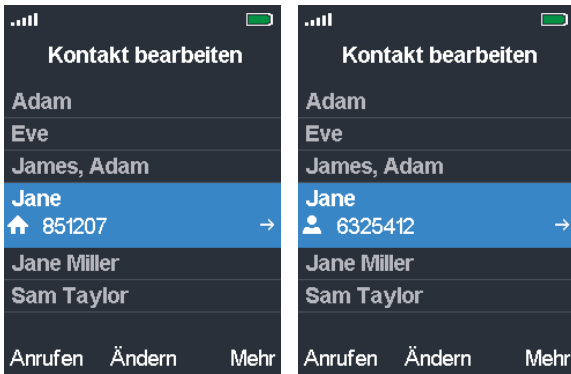 Kontakt bearbeiten
Adam
Eve
James, Adam
Jane
851207 →
Jane Miller
Sam Taylor
Anrufen Ändern Mehr
Kontakt bearbeiten
Adam
Eve
James, Adam
Jane
6325412 →
Jane Miller
Sam Taylor
Anrufen Ändern Mehr